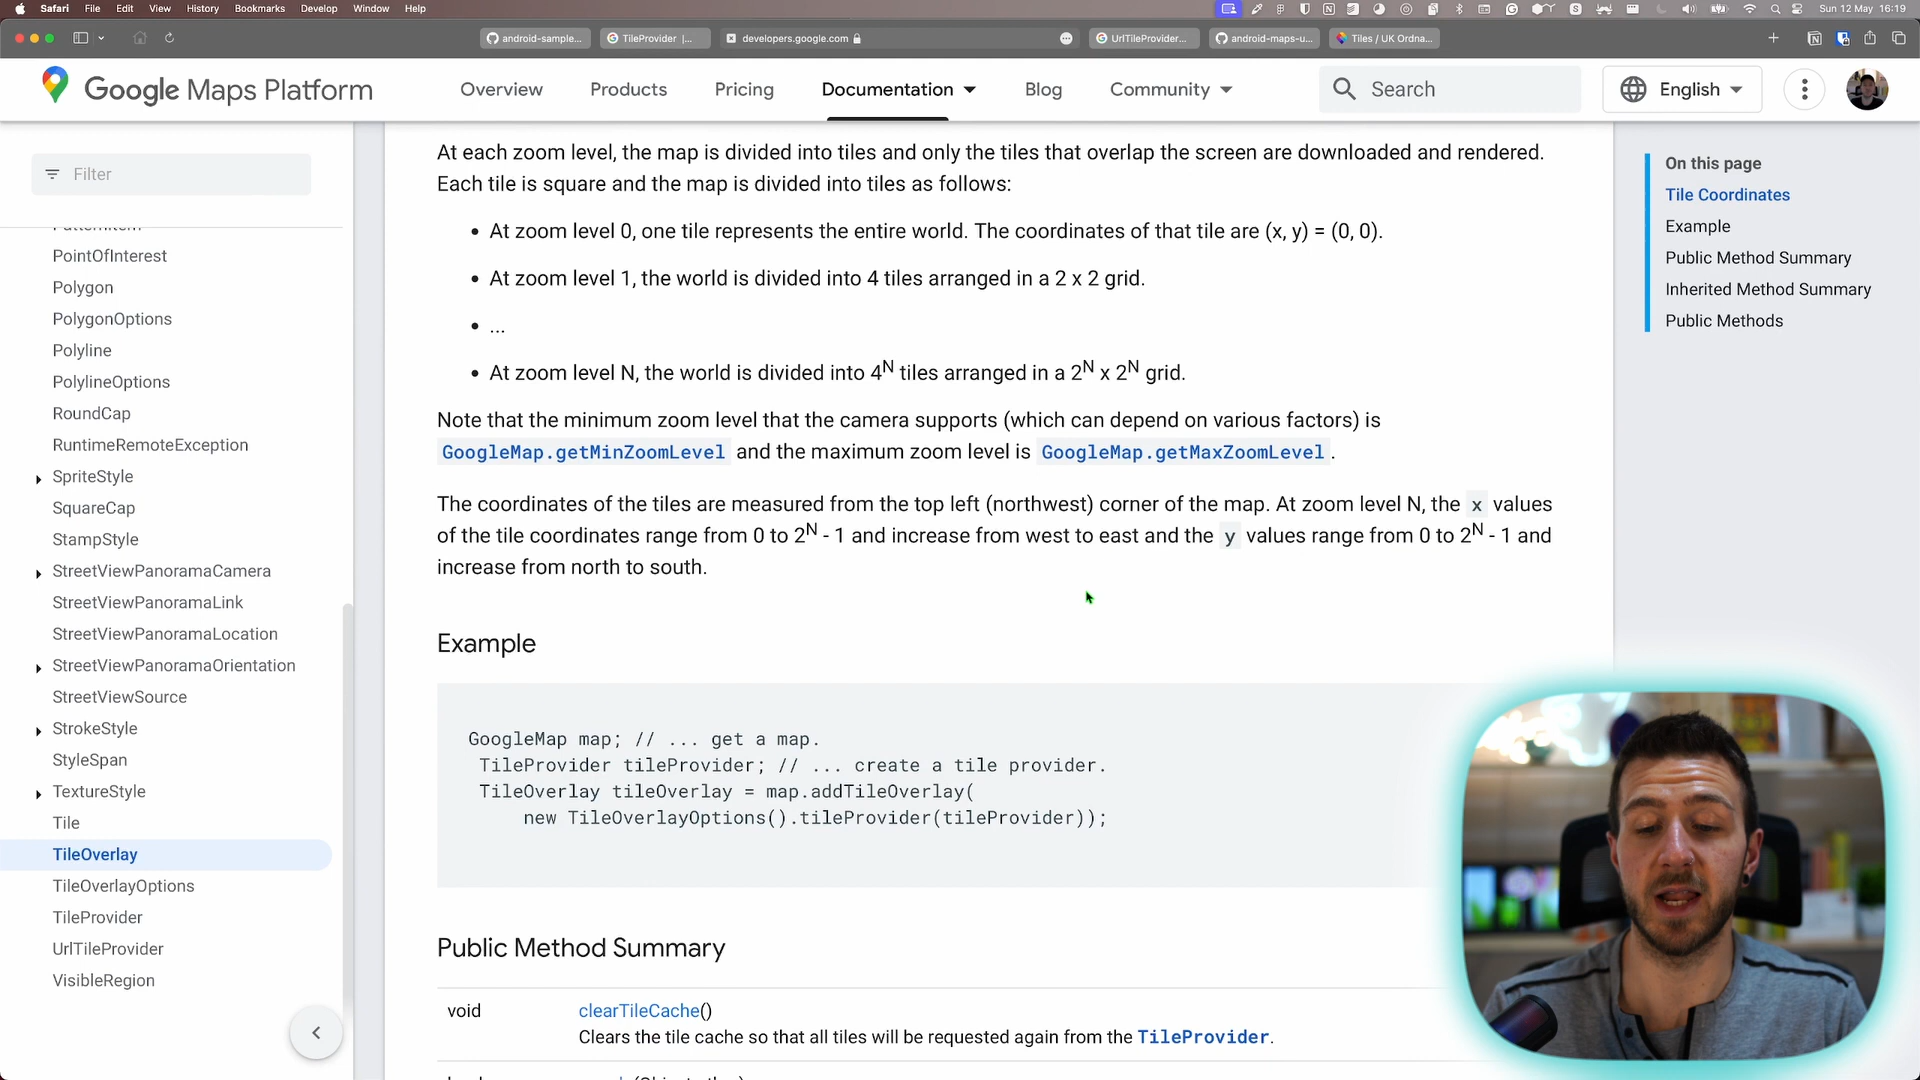 Safari File Edit View History Bookmarks Develop Window Help
Sun 12 May 16:19
android-sample...
TileProvider |...
developers.google.com
UrlTileProvider...
android-maps-u...
Tiles / UK Ordna...
Google Maps Platform
Overview
Products
Pricing
Documentation
Blog
Community
Search
English
Filter
PatternItem
PointOfInterest
Polygon
PolygonOptions
Polyline
PolylineOptions
RoundCap
RuntimeRemoteException
SpriteStyle
SquareCap
StampStyle
StreetViewPanoramaCamera
StreetViewPanoramaLink
StreetViewPanoramaLocation
StreetViewPanoramaOrientation
StreetViewSource
StrokeStyle
StyleSpan
TextureStyle
Tile
TileOverlay
TileOverlayOptions
TileProvider
UrlTileProvider
VisibleRegion
At each zoom level, the map is divided into tiles and only the tiles that overlap the screen are downloaded and rendered.
Each tile is square and the map is divided into tiles as follows:
• At zoom level 0, one tile represents the entire world. The coordinates of that tile are (x, y) = (0, 0).
• At zoom level 1, the world is divided into 4 tiles arranged in a 2 x 2 grid.
• ...
• At zoom level N, the world is divided into 4^N tiles arranged in a 2^N x 2^N grid.
Note that the minimum zoom level that the camera supports (which can depend on various factors) is
GoogleMap.getMinZoomLevel and the maximum zoom level is GoogleMap.getMaxZoomLevel .
The coordinates of the tiles are measured from the top left (northwest) corner of the map. At zoom level N, the x values
of the tile coordinates range from 0 to 2^N - 1 and increase from west to east and the y values range from 0 to 2^N - 1 and
increase from north to south.
Example
GoogleMap map; // ... get a map.
TileProvider tileProvider; // ... create a tile provider.
TileOverlay tileOverlay = map.addTileOverlay(
new TileOverlayOptions().tileProvider(tileProvider));
Public Method Summary
void clearTileCache()
Clears the tile cache so that all tiles will be requested again from the TileProvider.
On this page
Tile Coordinates
Example
Public Method Summary
Inherited Method Summary
Public Methods